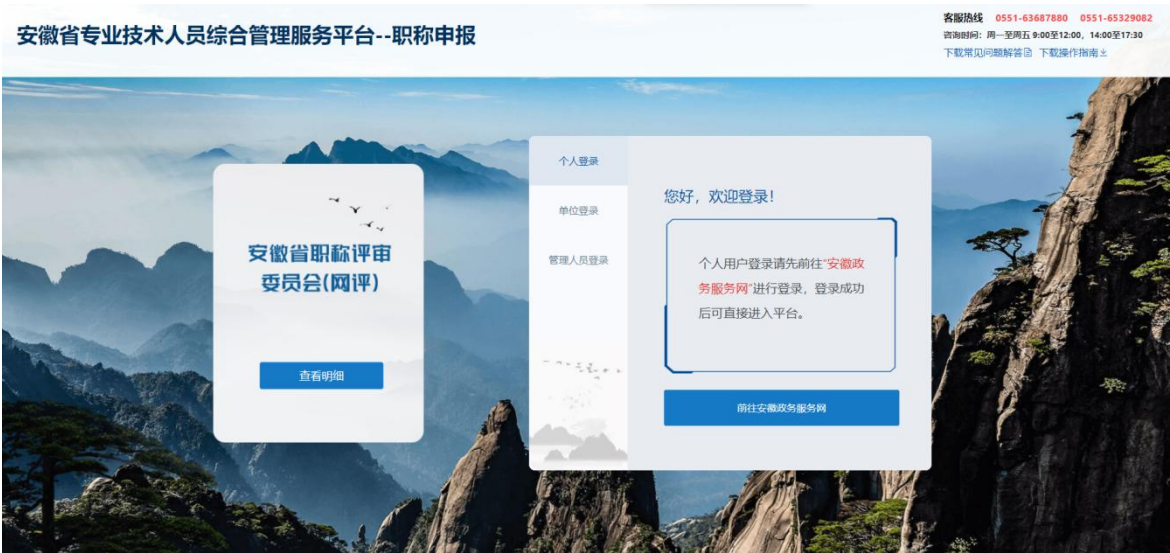 安徽省专业技术人员综合管理服务平台--职称申报
客服热线 0551-63687880 0551-65329082
咨询时间：周一至周五 9:00至12:00，14:00至17:30
下载常见问题解答 下载操作指南
安徽省职称评审
委员会(网评)
查看明细
个人登录
单位登录
管理人员登录
您好，欢迎登录！
个人用户登录请先前往"安徽政
务服务网"进行登录，登录成功
后可直接进入平台。
前往安徽政务服务网